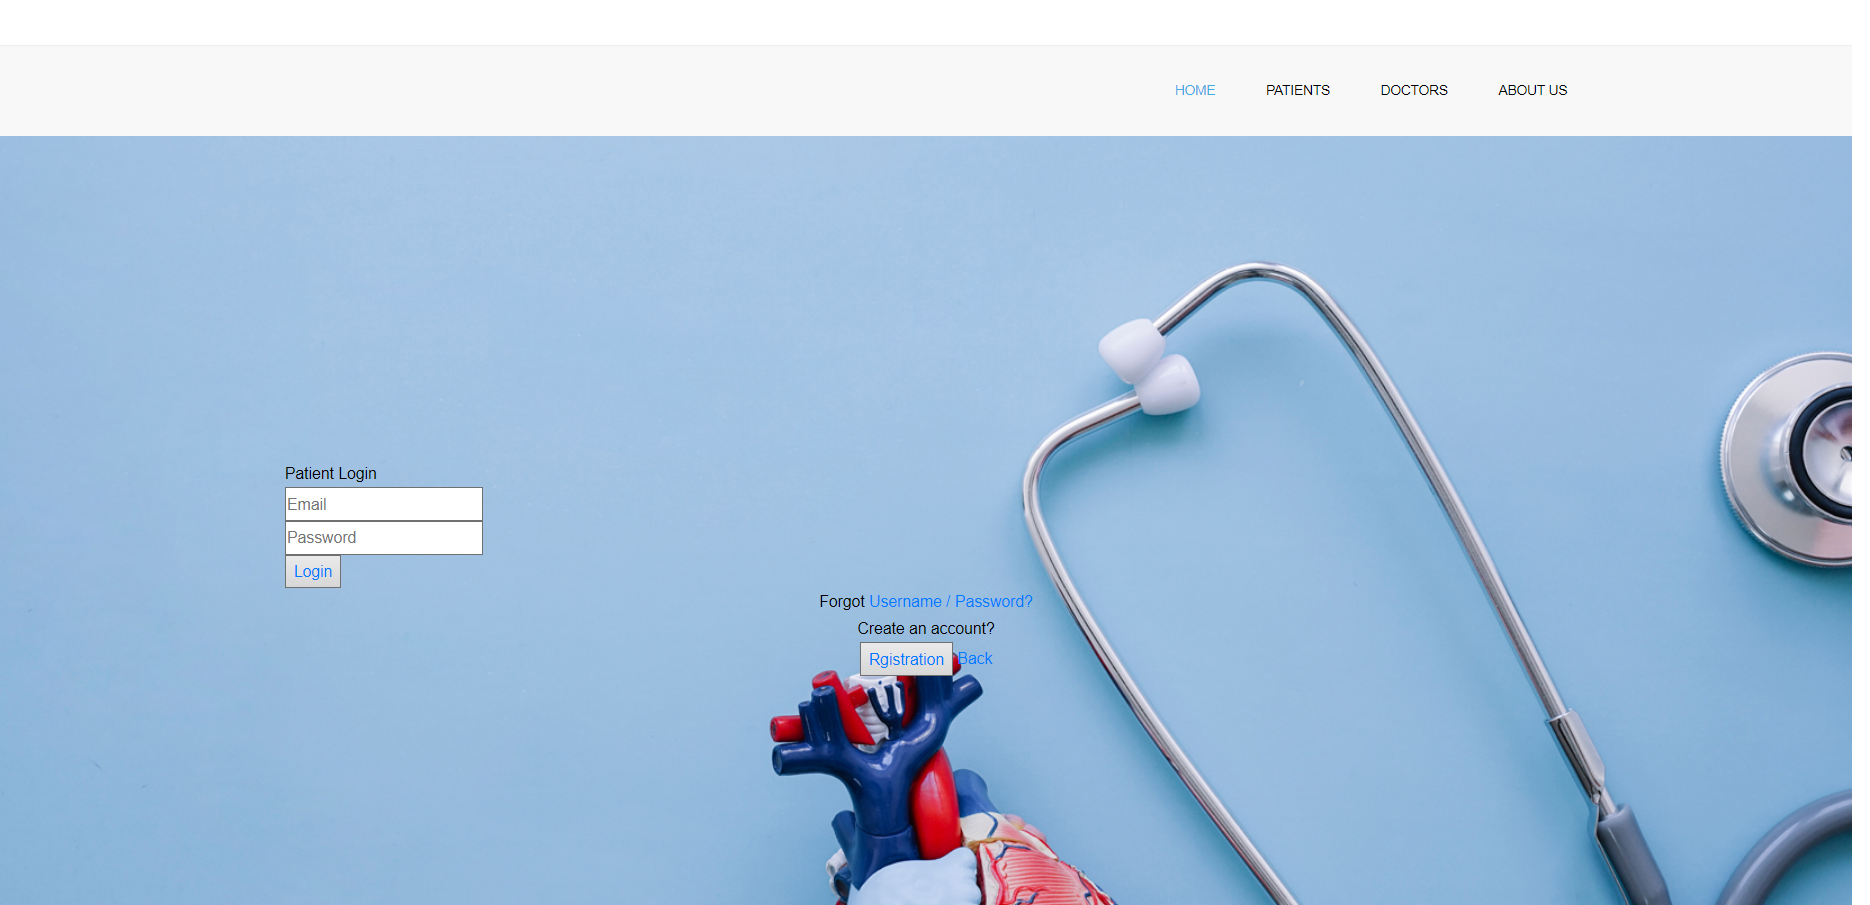 HOME PATIENTS DOCTORS ABOUT US
Patient Login
Email
Password
Login
Forgot Username / Password?
Create an account?
Rgistration Back